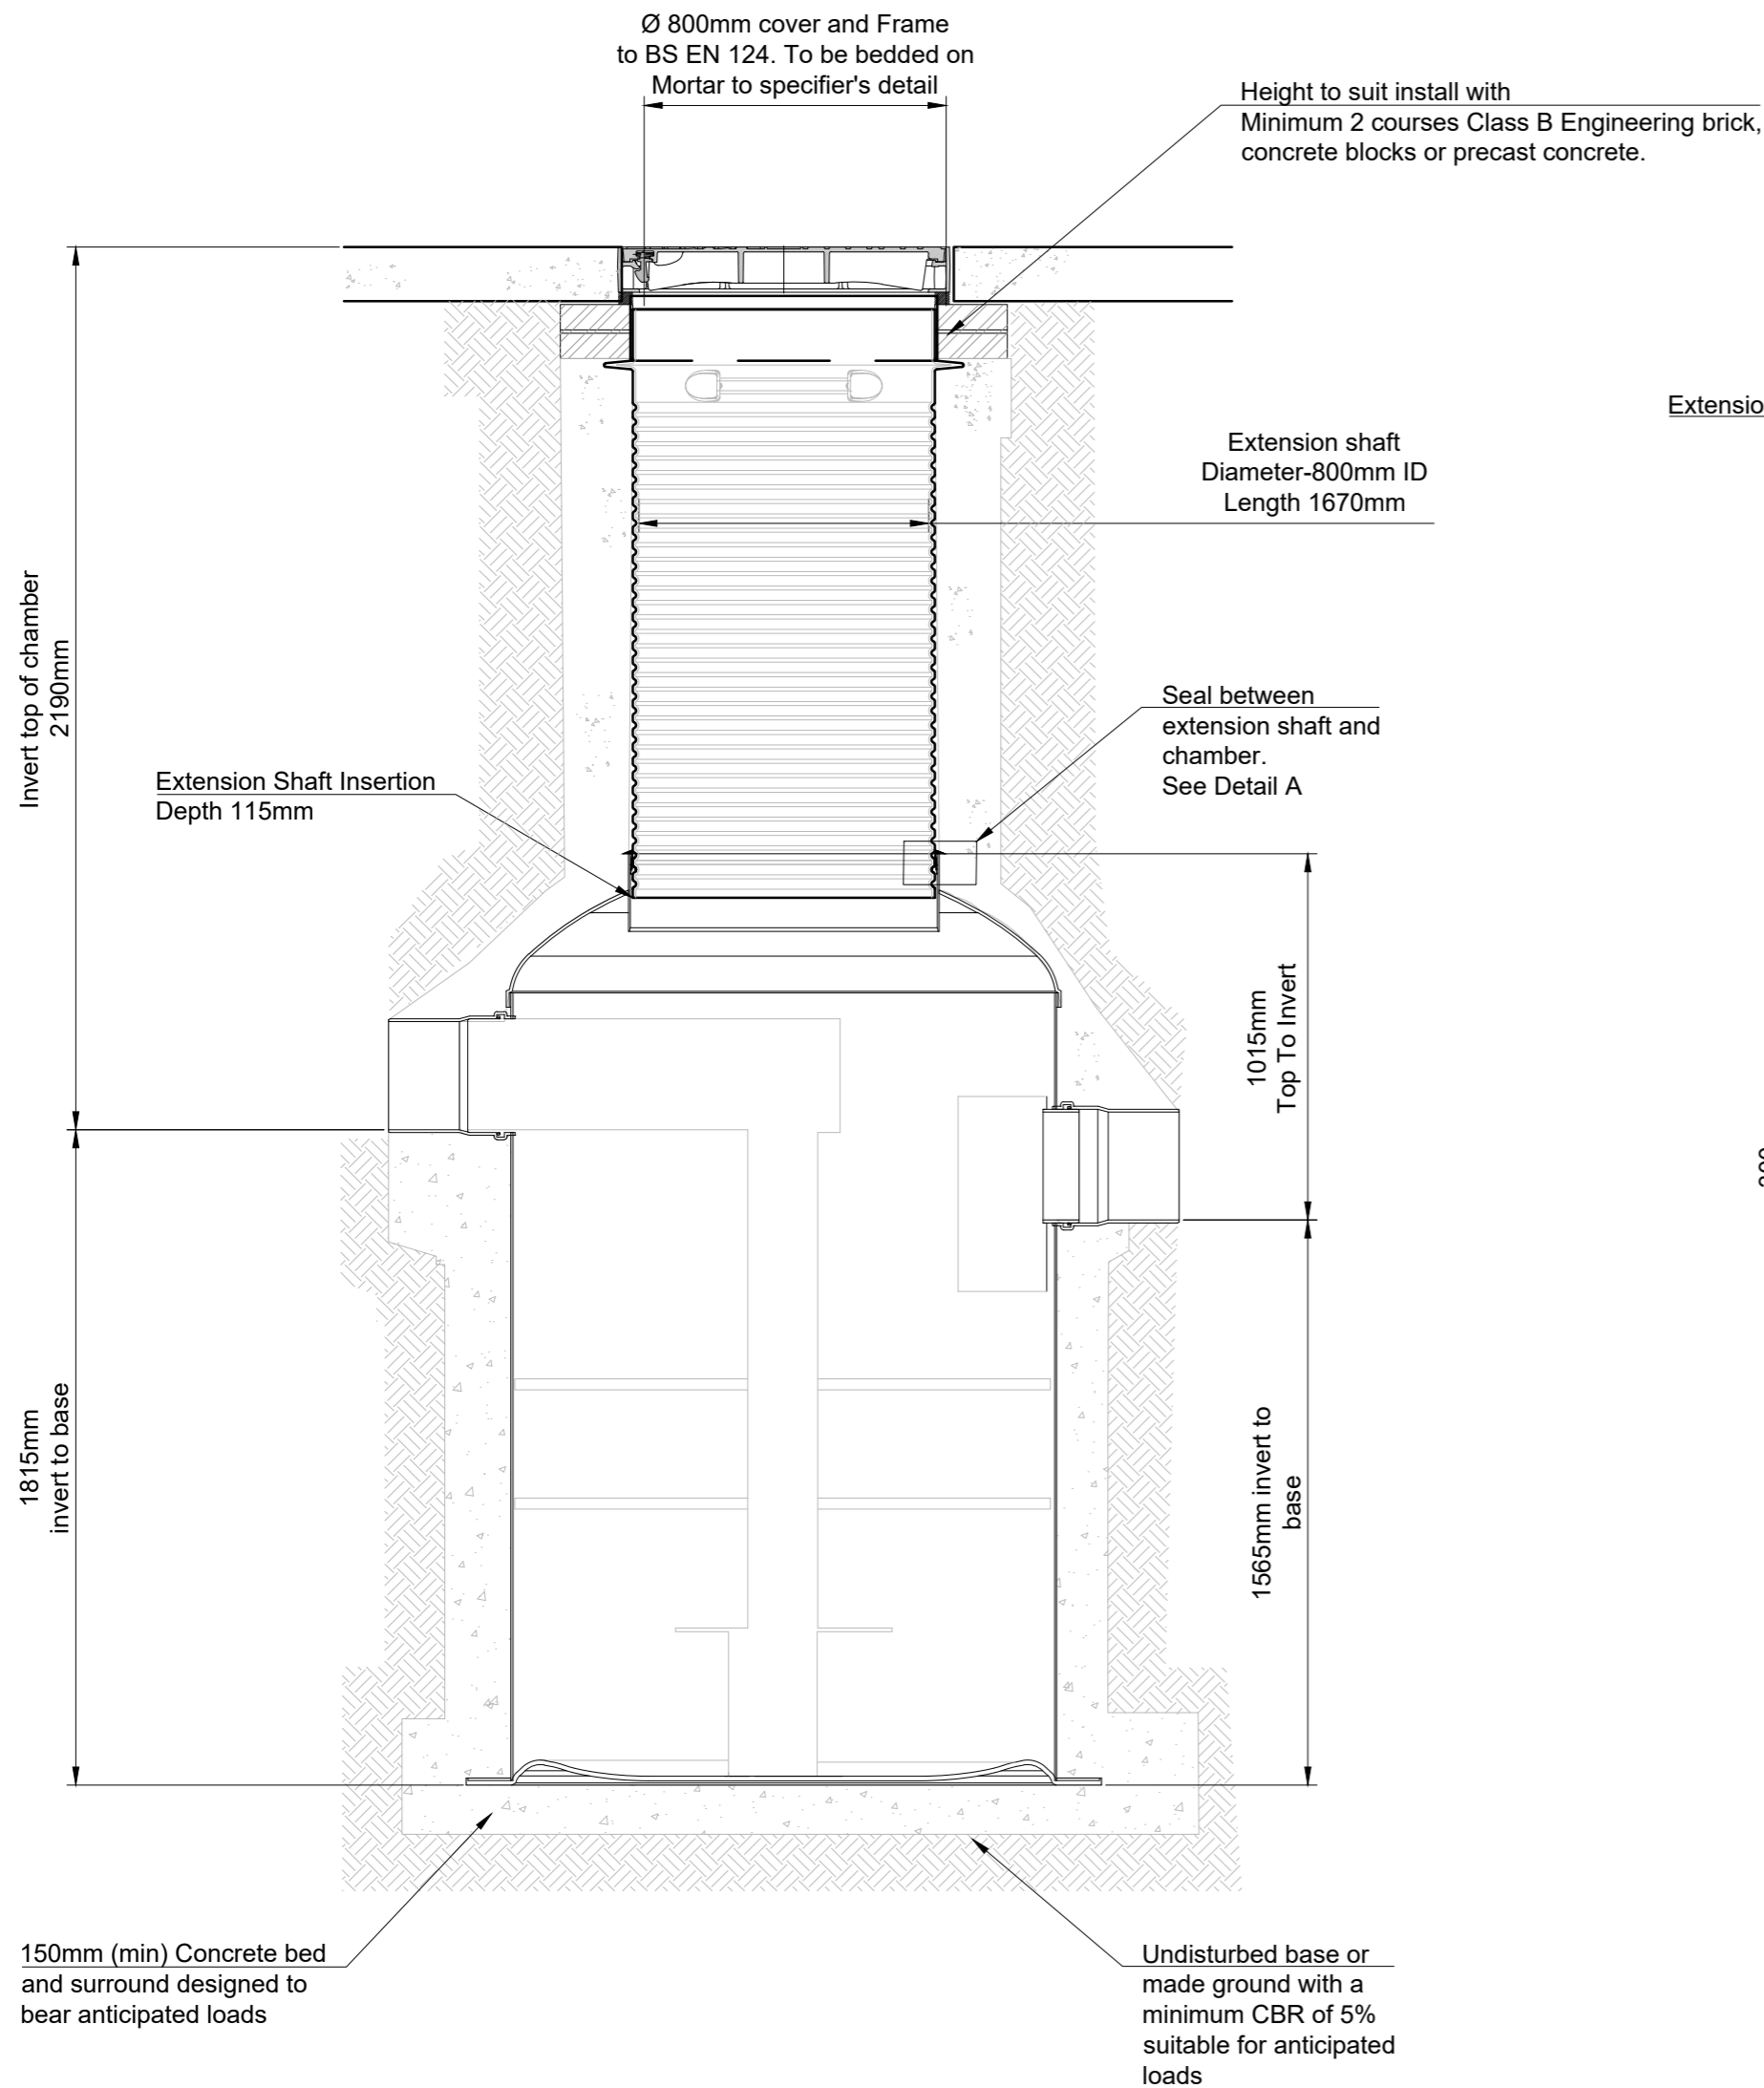 Ø 800mm cover and Frame
to BS EN 124. To be bedded on
Mortar to specifier's detail
Height to suit install with
Minimum 2 courses Class B Engineering brick,
concrete blocks or precast concrete.
Extension shaft
Diameter-800mm ID
Length 1670mm
Invert top of chamber
2190mm
Seal between
extension shaft and
chamber.
See Detail A
Extension Shaft Insertion
Depth 115mm
1015mm
Top To Invert
1815mm
invert to base
1565mm invert to
base
150mm (min) Concrete bed
and surround designed to
bear anticipated loads
Undisturbed base or
made ground with a
minimum CBR of 5%
suitable for anticipated
loads